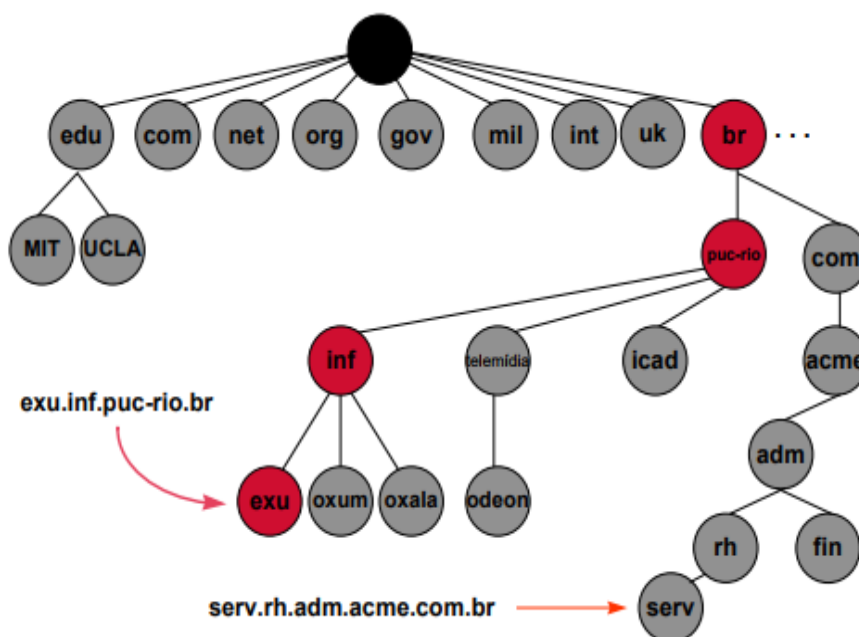 edu com net org gov mil int uk br . . .
MIT UCLA puc-rio com
inf telemídia icad acme
exu.inf.puc-rio.br
adm
exu oxum oxala odeon
rh fin
serv.rh.adm.acme.com.br serv